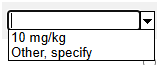 10 mg/kg
Other, specify